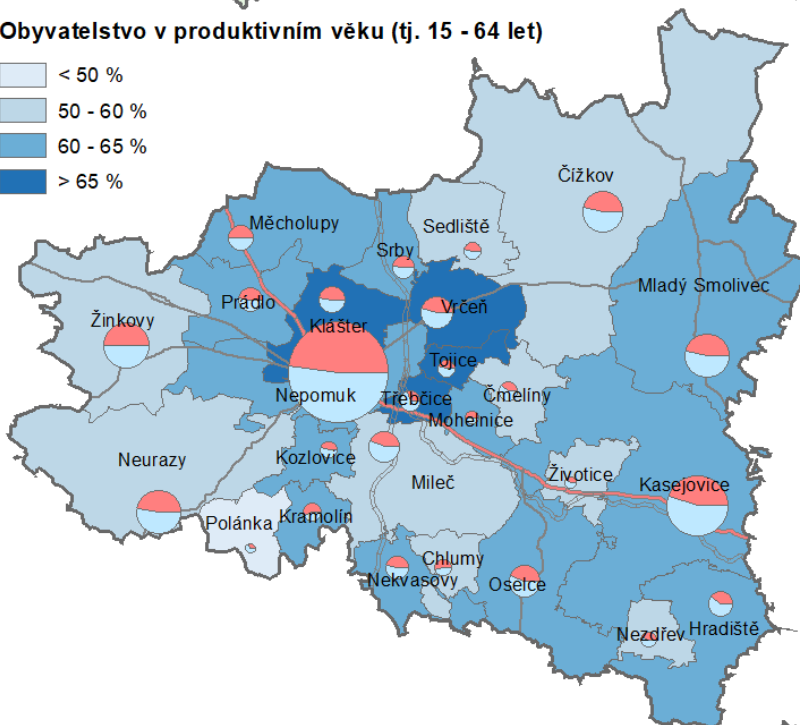 Obyvatelstvo v produktivním věku (tj. 15 - 64 let)
< 50 %
50 - 60 %
60 - 65 %
> 65 %
Čížkov
Měcholupy
Sedliště
Srby
Mladý Smolivec
Prádlo
Vrčeň
Žinkovy
Klášter
Tojice
Nepomuk
Třebčice
Čmelíny
Mohelnice
Neurazy
Kozlovice
Životice
Mileč
Kasejovice
Polánka
Kramolín
Chlumy
Nekvasovy
Oselce
Nezdřev
Hradiště